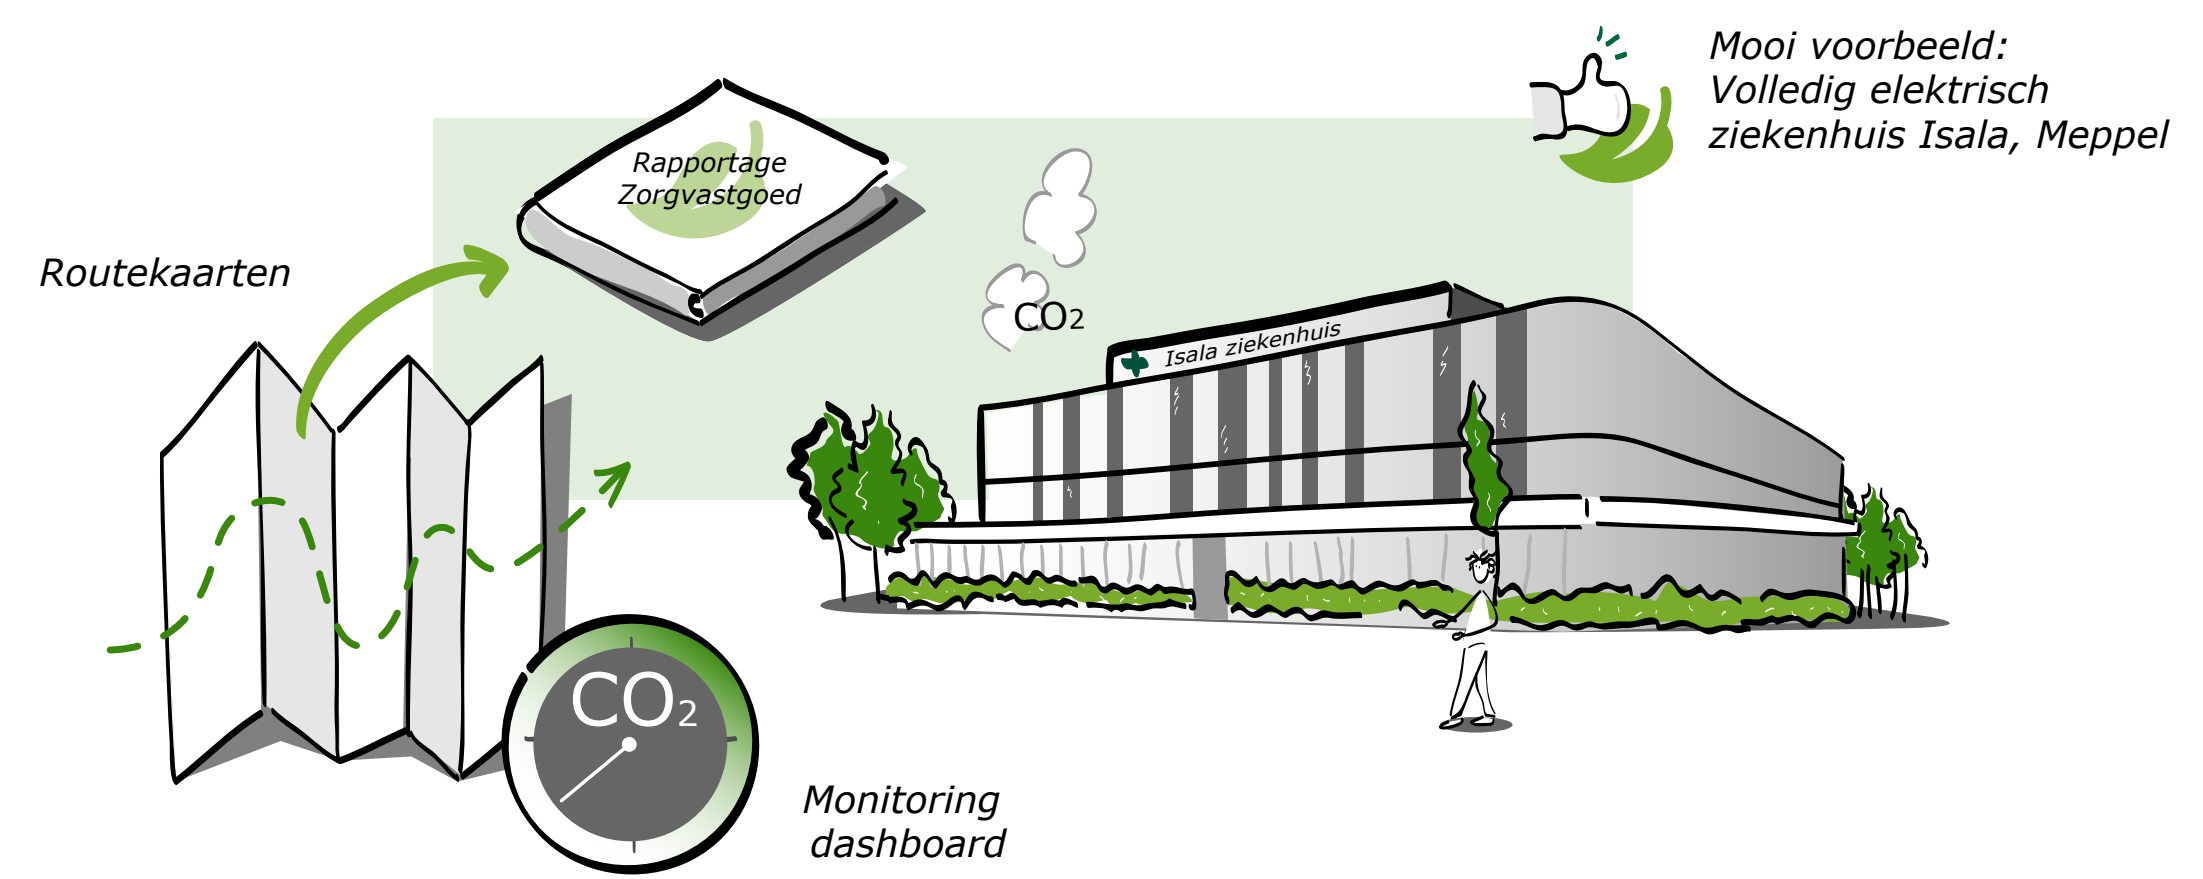 Mooi voorbeeld:
Volledig elektrisch
ziekenhuis Isala, Meppel
Rapportage
Zorgvastgoed
Routekaarten
CO2
Isala ziekenhuis
CO2
Monitoring
dashboard